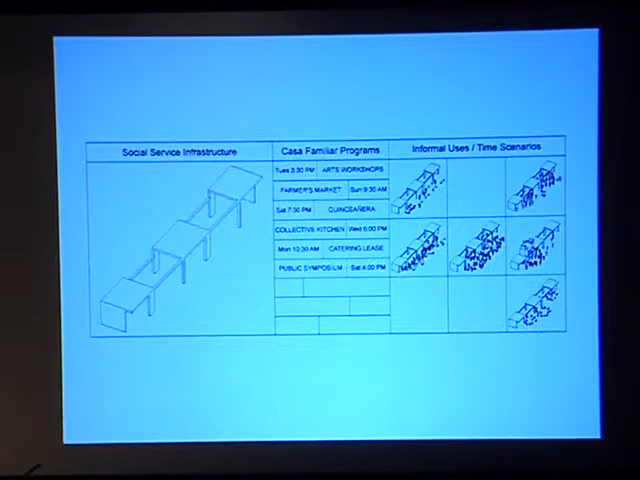 Social Service Infrastructure
Casa Familiar Programs
Informal Uses / Time Scenarios
Tues 3:30 PM ARTS WORKSHOPS
FARMER'S MARKET Sun 9:30 AM
Sat 7:30 PM QUINCEAÑERA
COLLECTIVE KITCHEN Wed 6:00 PM
Mon 10:30 AM CATERING LEASE
PUBLIC SYMPOSIUM Sat 4:00 PM